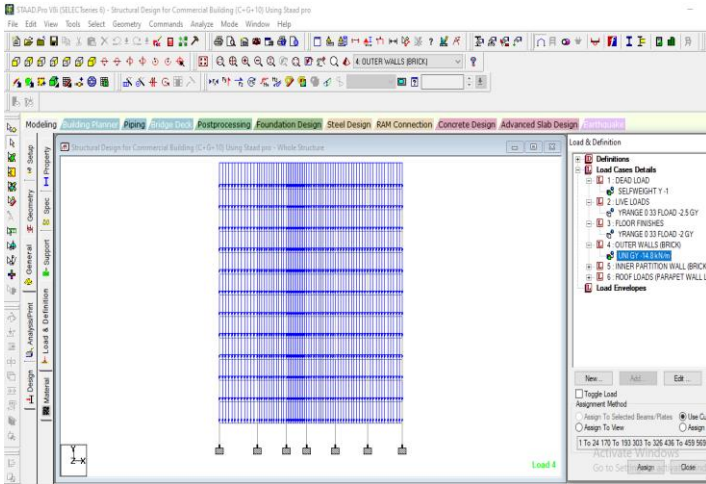 STAAD.Pro V8i (SELECTseries 6) - Structural Design for Commercial Building (C+G+10) Using Staad pro - Whole Structure
File Edit View Tools Select Geometry Commands Analyze Mode Window Help
4: OUTER WALLS (BRICK)
Modeling Building Planner Piping Bridge Deck Postprocessing Foundation Design Steel Design RAM Connection Concrete Design Advanced Slab Design Earthquake
Structural Design for Commercial Building (C+G+10) Using Staad pro - Whole Structure
Setup
Geometry
General
Analysis/Print
Design
Property
Spec
Support
Load & Definition
Material
Load 4
Y
Z-X
Load & Definition
Definitions
Load Cases Details
1 : DEAD LOAD
SELFWEIGHT Y -1
2 : LIVE LOADS
YRANGE 0 33 FLOAD -2.5 GY
3 : FLOOR FINISHES
YRANGE 0 33 FLOAD -2 GY
4 : OUTER WALLS (BRICK)
UNI GY -14.8 kN/m
5 : INNER PARTITION WALL (BRICK
6 : ROOF LOADS (PARAPET WALL L
Load Envelopes
New... Add... Edit ...
Toggle Load
Assignment Method
Assign To Selected Beams/Plates Use Cu
Assign To View Assign
1 To 24 170 To 193 303 To 326 436 To 459 569
Activate Windows
Go to Set
Assign Close